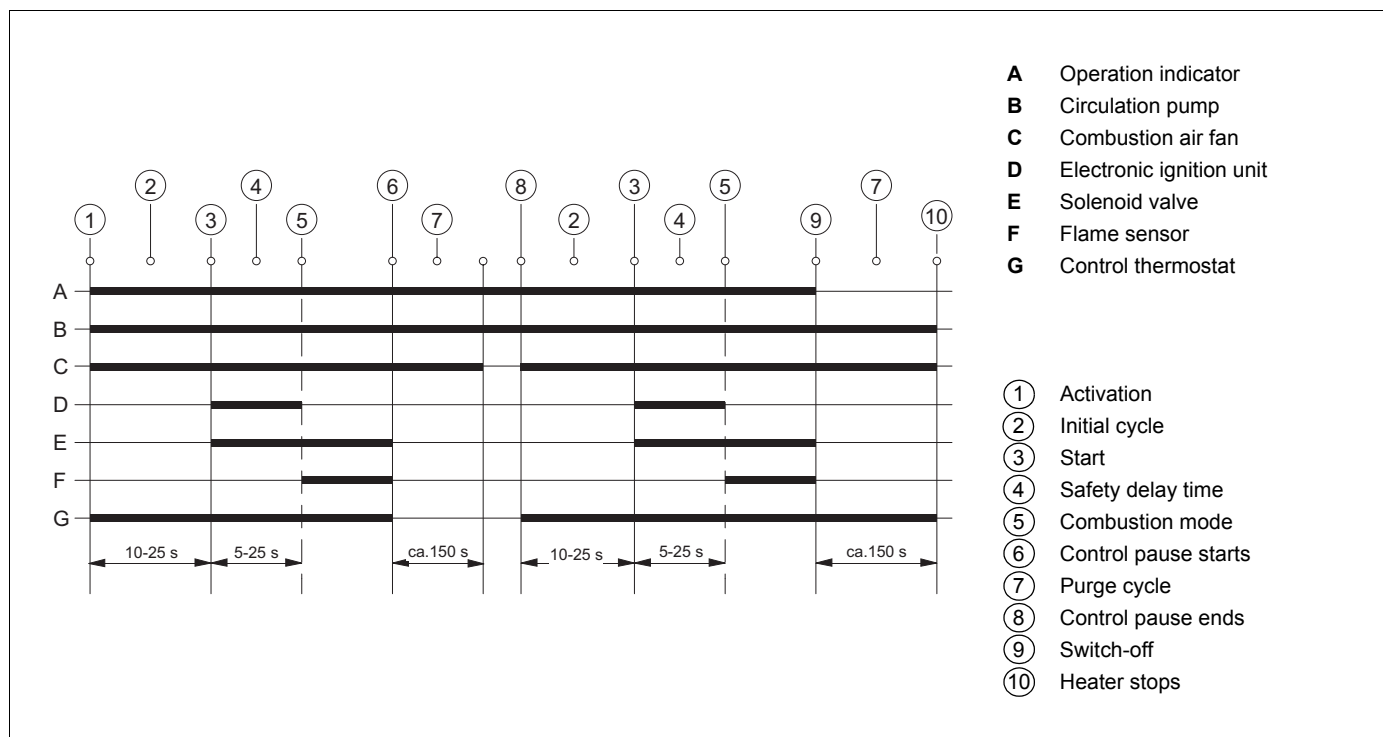 A Operation indicator
B Circulation pump
C Combustion air fan
D Electronic ignition unit
E Solenoid valve
F Flame sensor
G Control thermostat
2 4 6 8 7
1 3 5 7 2 3 4 5 9 10
A
B
C
D
E
F
G
10-25 s 5-25 s ca.150 s 10-25 s 5-25 s ca.150 s
1 Activation
2 Initial cycle
3 Start
4 Safety delay time
5 Combustion mode
6 Control pause starts
7 Purge cycle
8 Control pause ends
9 Switch-off
10 Heater stops